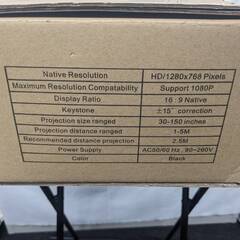 Native Resolution HD/1280x768 Pixels
Maximum Resolution Compatability Support 1080P
Display Ratio 16:9 Native
Keystone ±15° correction
Projection size ranged 30-150 inches
Projection distance ranged 1-5M
Recommended distance projection 2.5M
Power Supply AC50/60 Hz, 90~260V
Color Black